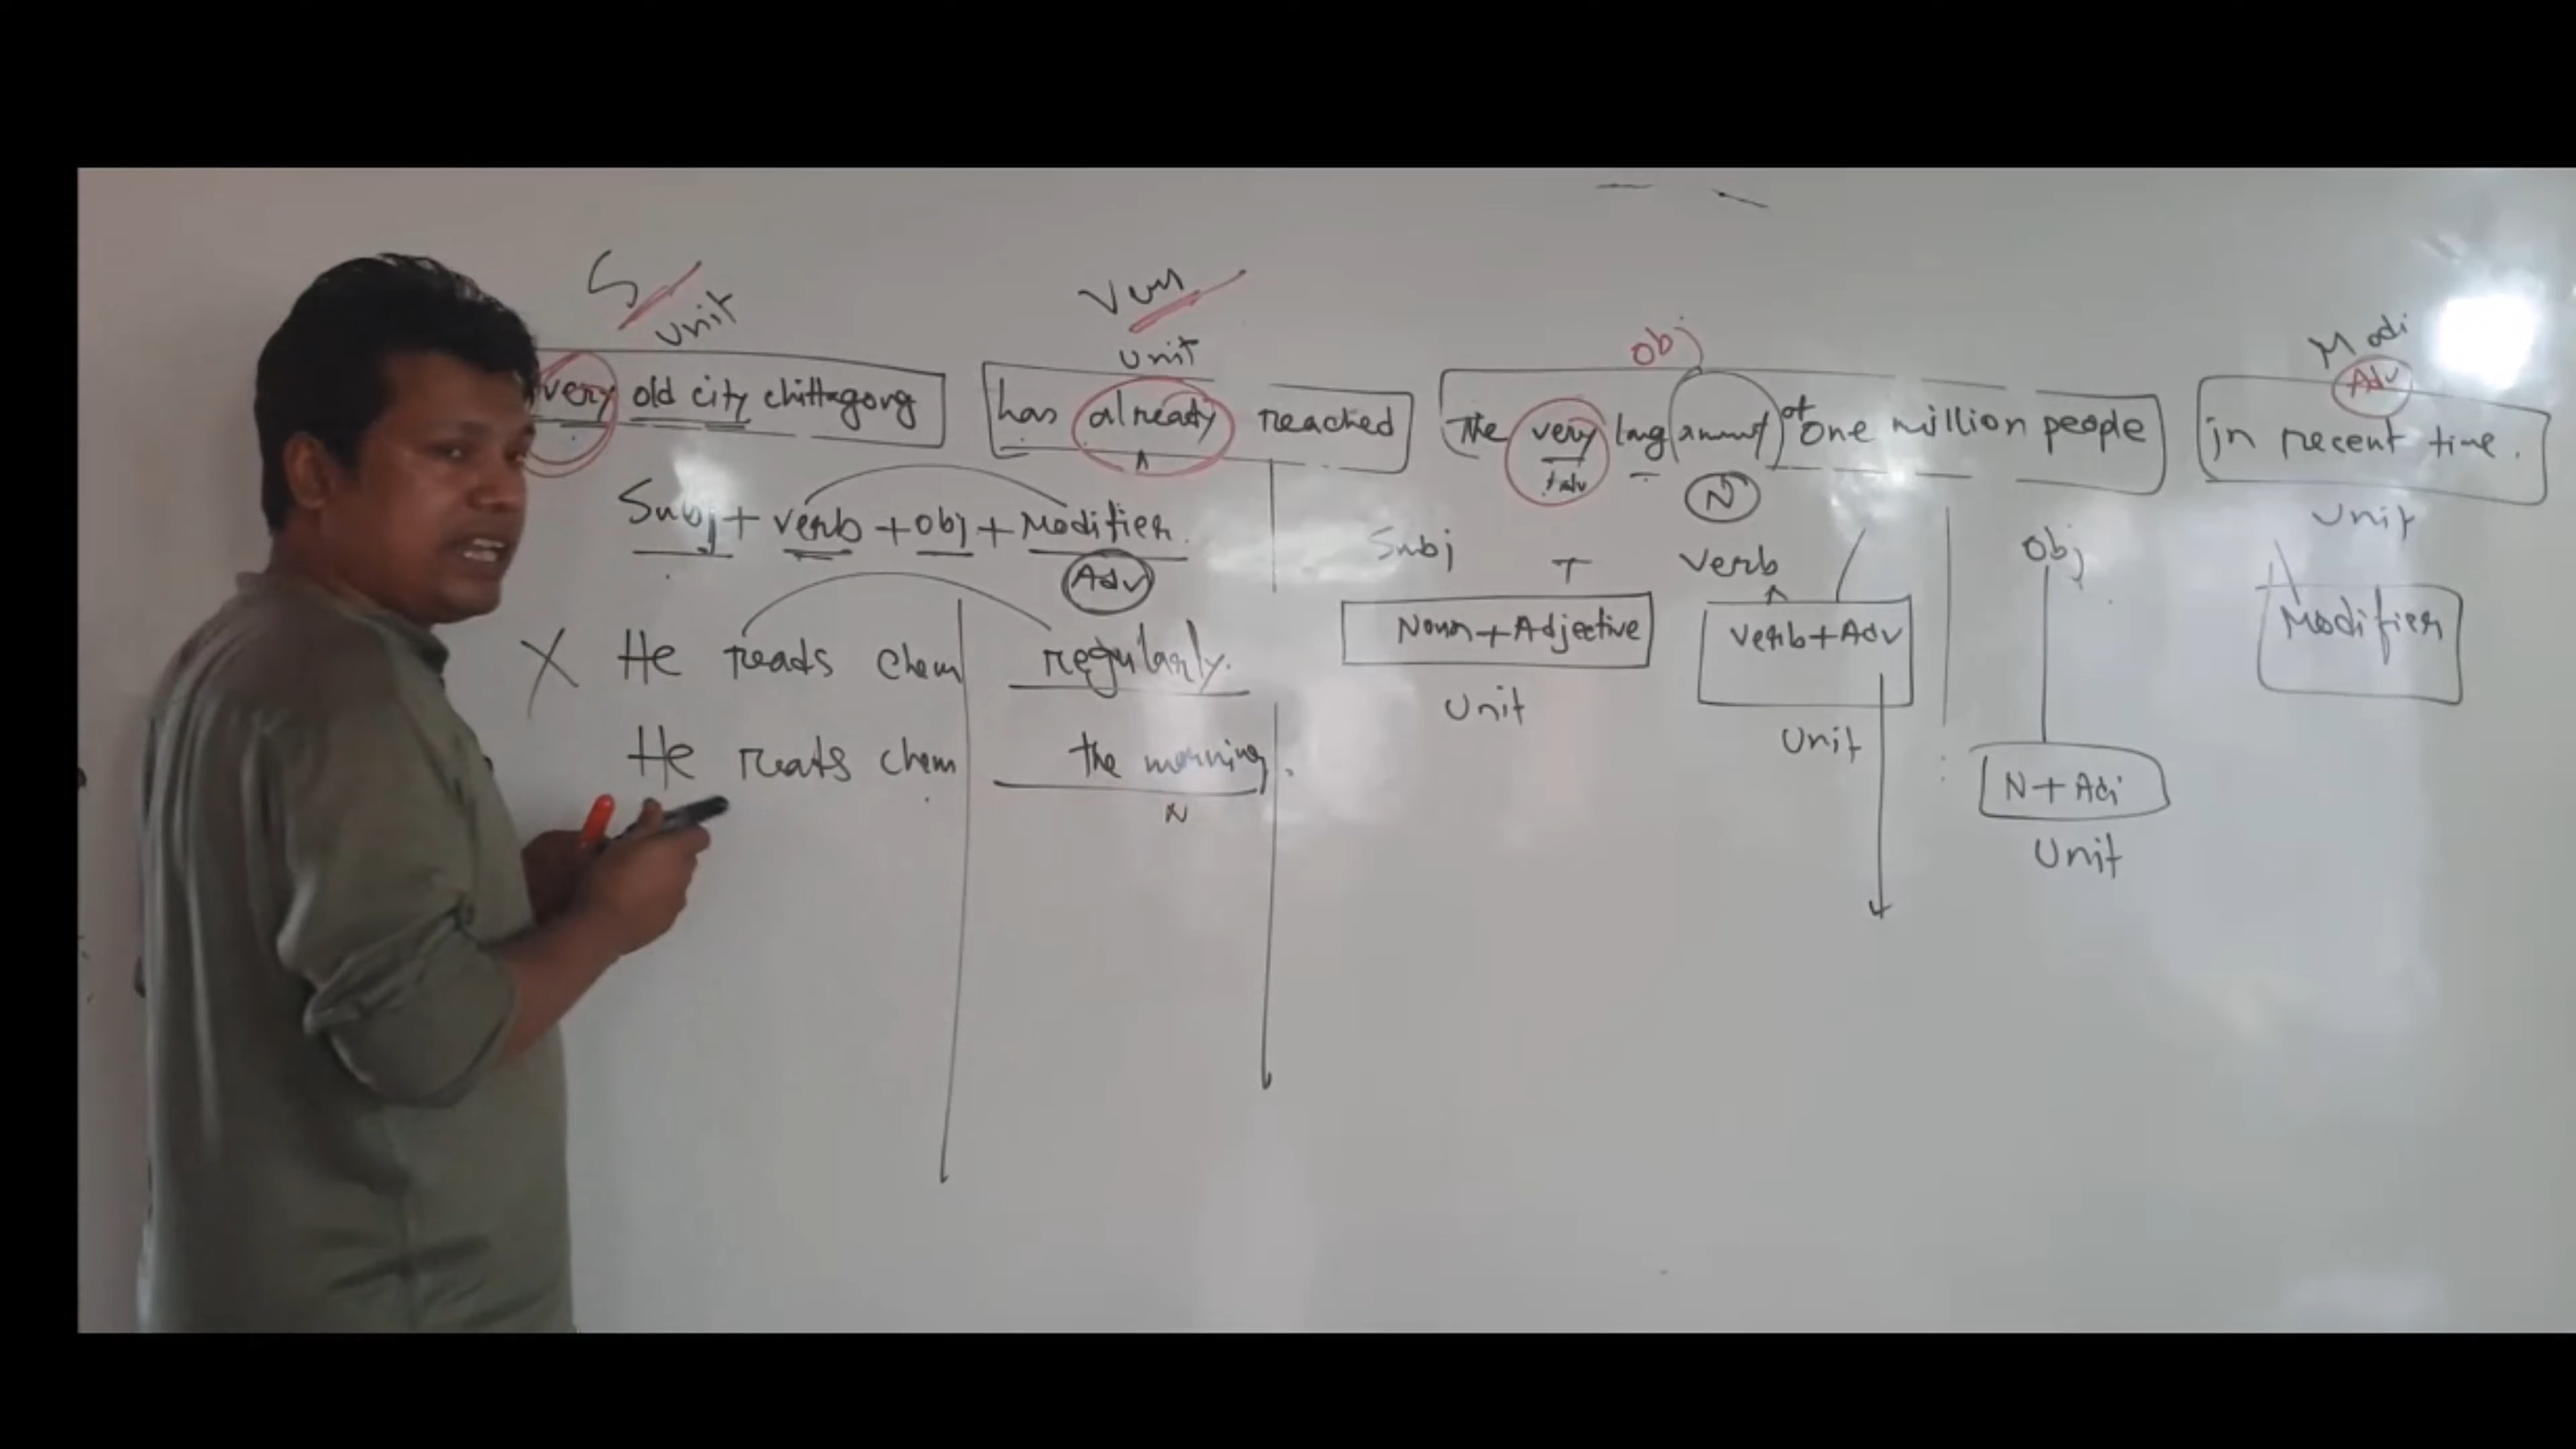 S unit
Verb unit
Obj
Modi
Adv
very old city chittagong
has already reached
The very large amount of one million people
in recent time.
adv
N
Unit
Subj + verb + obj + Modifier.
Adv
Subj + Verb
Obj
Modifier
Noun + Adjective
Verb + Adv
Unit
Unit
N + Adj
Unit
X He reads chem regularly.
He reads chem the morning.
N